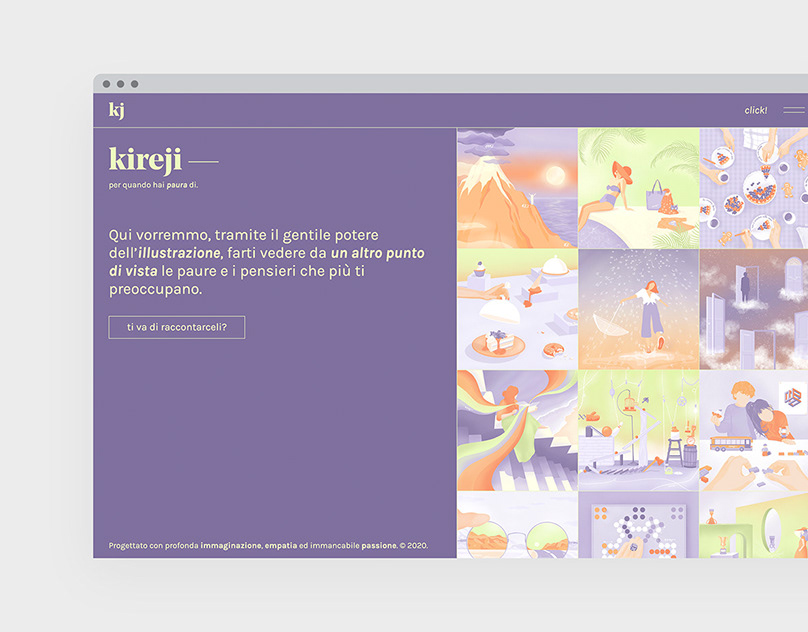 kj
click!
kireji
per quando hai paura di.
Qui vorremmo, tramite il gentile potere
dell'illustrazione, farti vedere da un altro punto
di vista le paure e i pensieri che più ti
preoccupano.
ti va di raccontarceli?
Progettato con profonda immaginazione, empatia ed immancabile passione. © 2020.